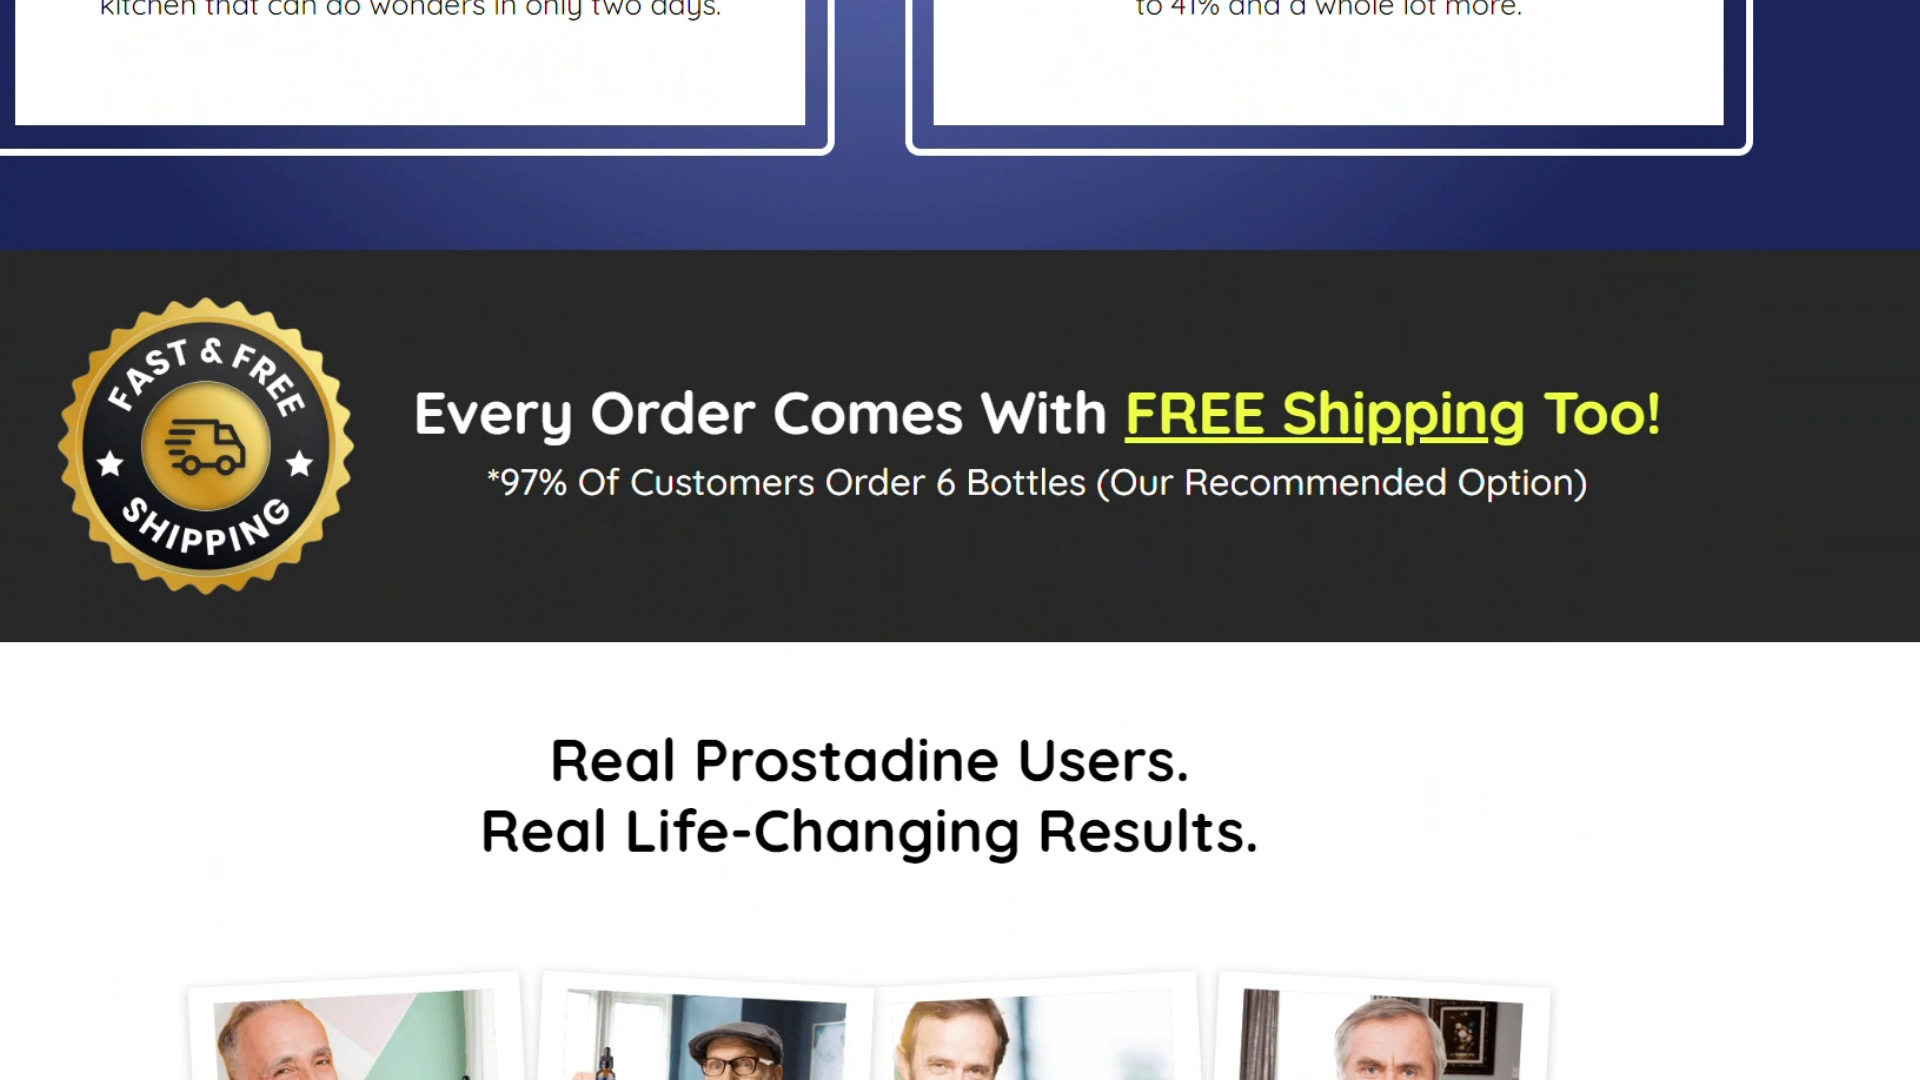 kitchen that can do wonders in only two days.
to 41% and a whole lot more.
FAST & FREE
SHIPPING
Every Order Comes With FREE Shipping Too!
*97% Of Customers Order 6 Bottles (Our Recommended Option)
Real Prostadine Users.
Real Life-Changing Results.